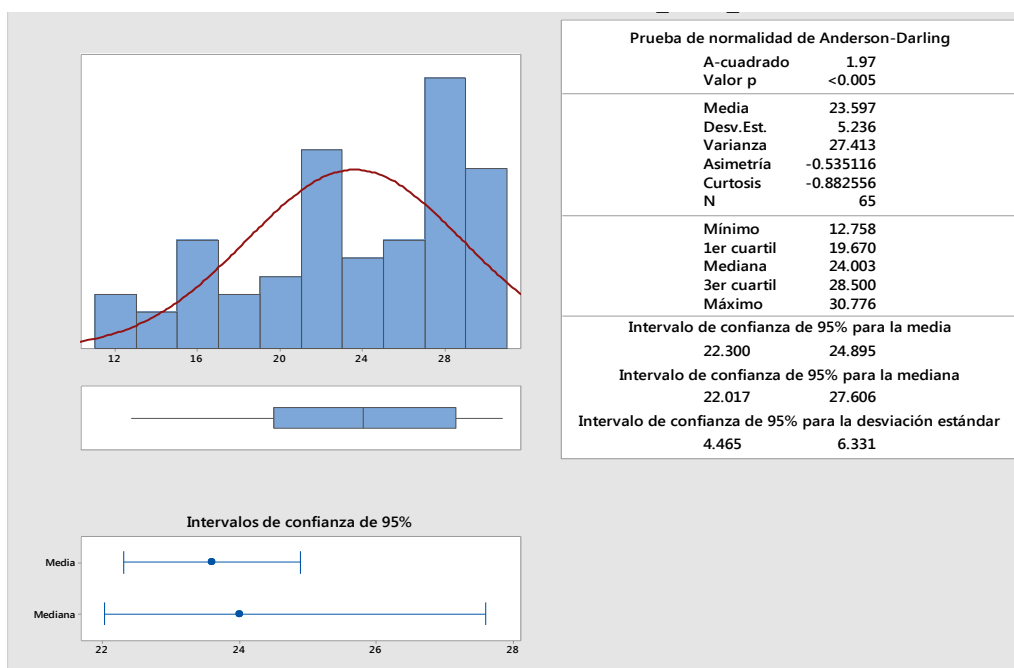 Prueba de normalidad de Anderson-Darling
A-cuadrado 1.97
Valor p <0.005
Media 23.597
Desv.Est. 5.236
Varianza 27.413
Asimetría -0.535116
Curtosis -0.882556
N 65
Mínimo 12.758
1er cuartil 19.670
Mediana 24.003
3er cuartil 28.500
Máximo 30.776
Intervalo de confianza de 95% para la media
22.300 24.895
Intervalo de confianza de 95% para la mediana
22.017 27.606
Intervalo de confianza de 95% para la desviación estándar
4.465 6.331
12 16 20 24 28
Intervalos de confianza de 95%
Media
Mediana
22 24 26 28